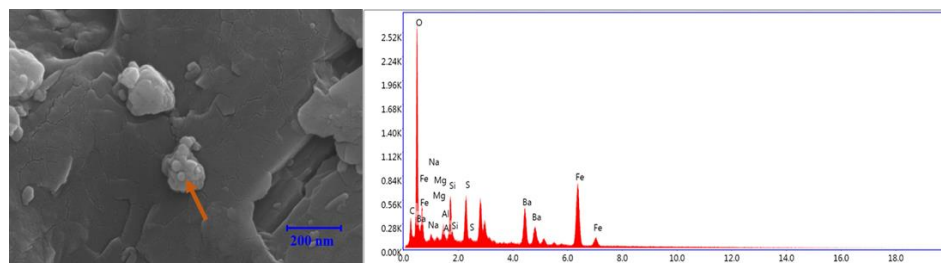 200 nm
2.52K
2.24K
1.96K
1.68K
1.40K
1.12K
0.84K
0.56K
0.28K
0.00K
O
Na
Fe
Mg
Mg
Si
S
Fe
C
Ba
Al
Na
Al
Si
S
Ba
Ba
Fe
Fe
0.0 2.0 4.0 6.0 8.0 10.0 12.0 14.0 16.0 18.0